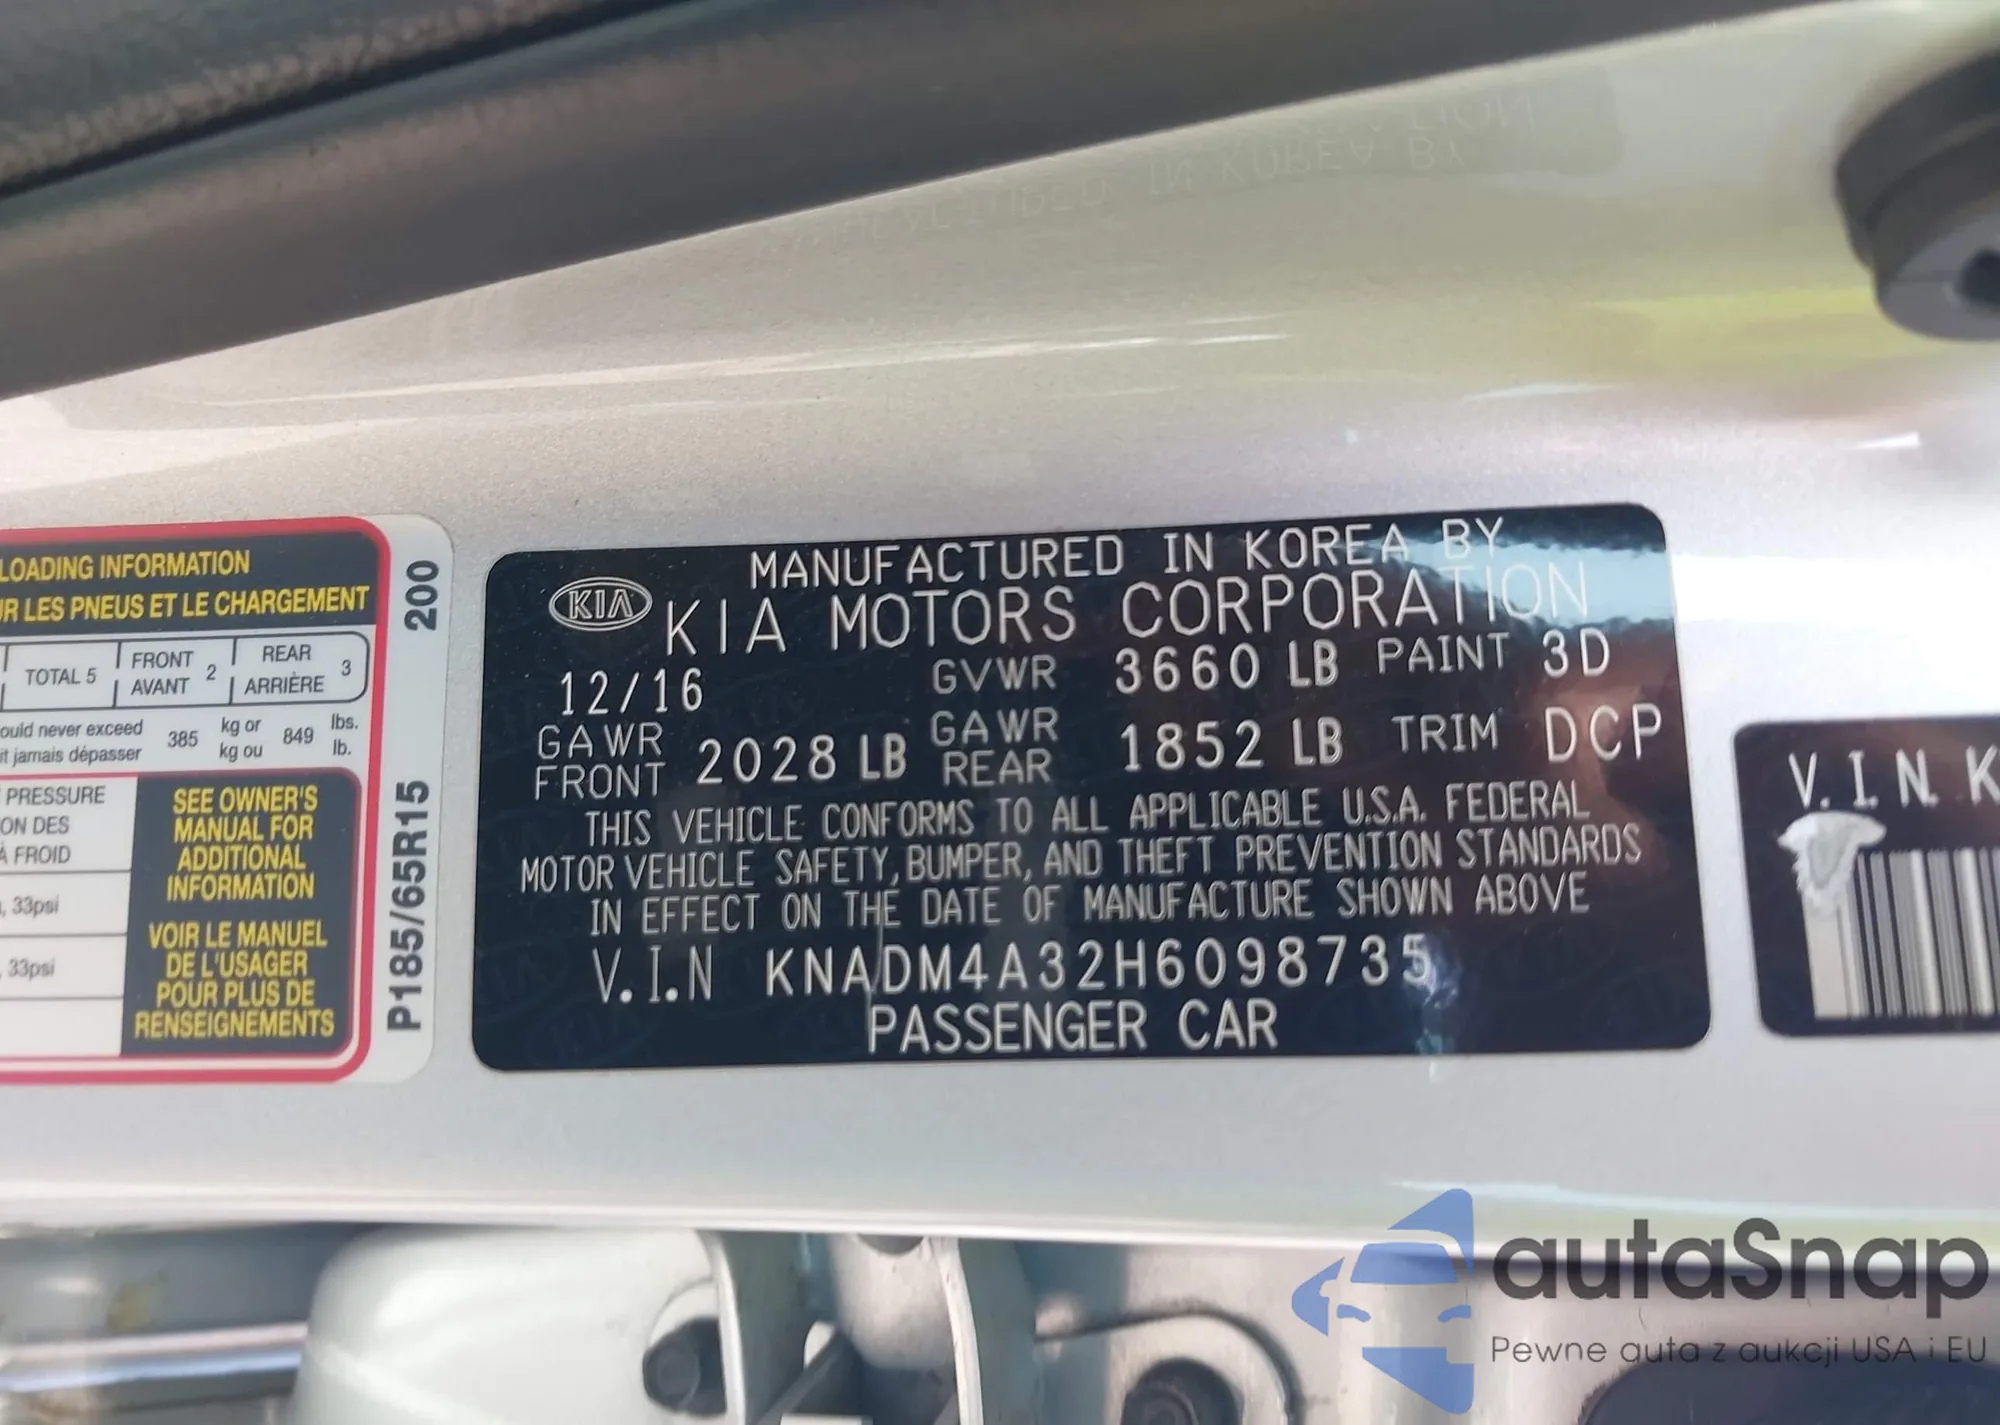 LOADING INFORMATION
UR LES PNEUS ET LE CHARGEMENT
TOTAL 5
FRONT
AVANT
2
REAR
ARRIÈRE
3
ould never exceed
it jamais dépasser
385
kg or
kg ou
849
lbs.
lb.
PRESSURE
ON DES
À FROID
, 33psi
, 33psi
SEE OWNER'S
MANUAL FOR
ADDITIONAL
INFORMATION
VOIR LE MANUEL
DE L'USAGER
POUR PLUS DE
RENSEIGNEMENTS
P185/65R15 200
MANUFACTURED IN KOREA BY
KIA KIA MOTORS CORPORATION
12/16 GVWR 3660 LB PAINT 3D
GAWR FRONT 2028 LB GAWR REAR 1852 LB TRIM DCP
THIS VEHICLE CONFORMS TO ALL APPLICABLE U.S.A. FEDERAL
MOTOR VEHICLE SAFETY, BUMPER, AND THEFT PREVENTION STANDARDS
IN EFFECT ON THE DATE OF MANUFACTURE SHOWN ABOVE
V.I.N KNADM4A32H6098735
PASSENGER CAR
V.I.N. K
autaSnap
Pewne auta z aukcji USA i EU